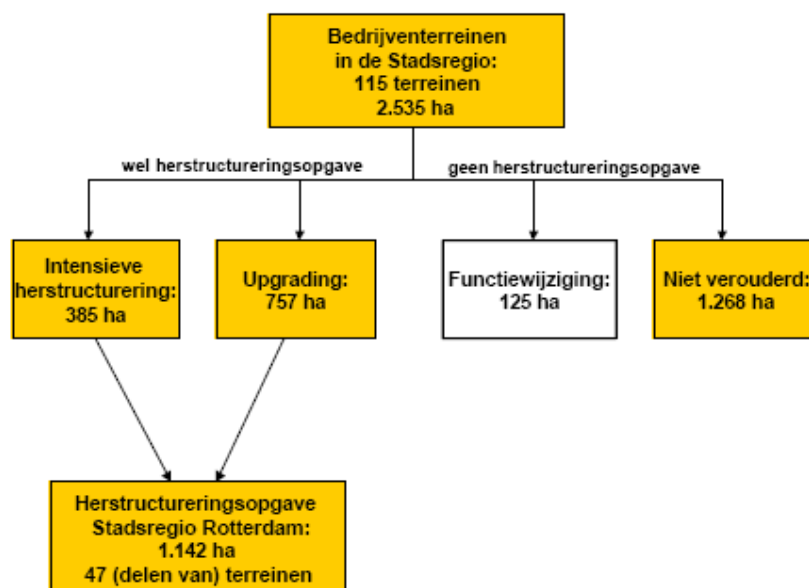 Bedrijventerreinen
in de Stadsregio:
115 terreinen
2.535 ha
wel herstructureringsopgave
geen herstructureringsopgave
Intensieve
herstructurering:
385 ha
Upgrading:
757 ha
Functiewijziging:
125 ha
Niet verouderd:
1.268 ha
Herstructureringsopgave
Stadsregio Rotterdam:
1.142 ha
47 (delen van) terreinen